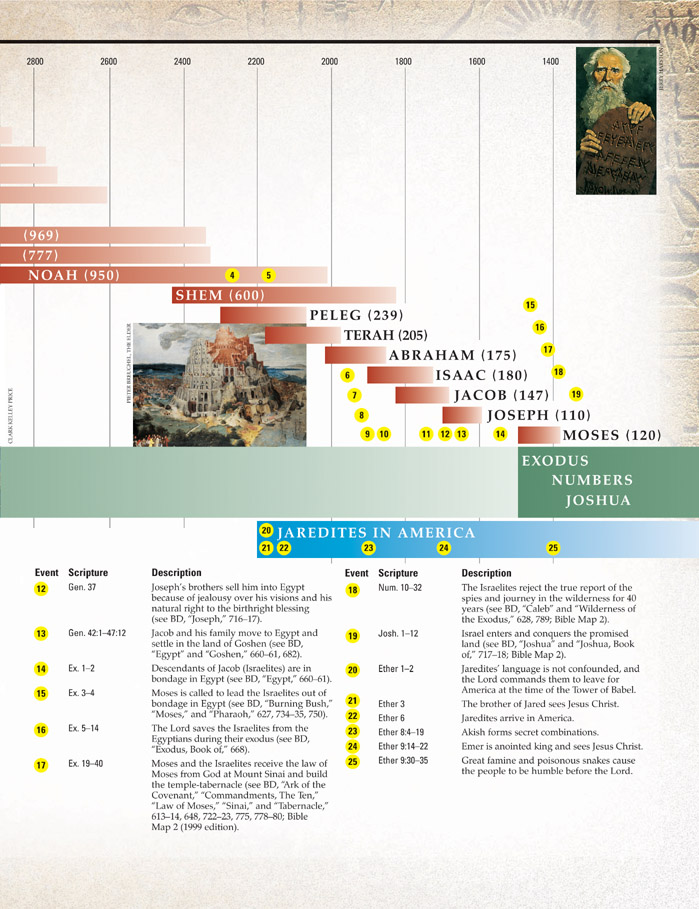 2800 2600 2400 2200 2000 1800 1600 1400
JERRY HARSTON
(969)
(777)
NOAH (950) 4 5
SHEM (600)
15
PELEG (239)
16
TERAH (205)
17
ABRAHAM (175)
6 ISAAC (180) 18
7 JACOB (147) 19
8 JOSEPH (110)
9 10 11 12 13 14 MOSES (120)
PIETER BREUGHEL, THE ELDER
CLARK KELLEY PRICE
EXODUS
NUMBERS
JOSHUA
20 JAREDITES IN AMERICA
21 22 23 24 25
Event Scripture Description
12 Gen. 37 Joseph's brothers sell him into Egypt
because of jealousy over his visions and his
natural right to the birthright blessing
(see BD, "Joseph," 716–17).
13 Gen. 42:1–47:12 Jacob and his family move to Egypt and
settle in the land of Goshen (see BD,
"Egypt" and "Goshen," 660–61, 682).
14 Ex. 1–2 Descendants of Jacob (Israelites) are in
bondage in Egypt (see BD, "Egypt," 660–61).
15 Ex. 3–4 Moses is called to lead the Israelites out of
bondage in Egypt (see BD, "Burning Bush,"
"Moses," and "Pharaoh," 627, 734–35, 750).
16 Ex. 5–14 The Lord saves the Israelites from the
Egyptians during their exodus (see BD,
"Exodus, Book of," 668).
17 Ex. 19–40 Moses and the Israelites receive the law of
Moses from God at Mount Sinai and build
the temple-tabernacle (see BD, "Ark of the
Covenant," "Commandments, The Ten,"
"Law of Moses," "Sinai," and "Tabernacle,"
613–14, 648, 722–23, 775, 778–80; Bible
Map 2 (1999 edition).
Event Scripture Description
18 Num. 10–32 The Israelites reject the true report of the
spies and journey in the wilderness for 40
years (see BD, "Caleb" and "Wilderness of
the Exodus," 628, 789; Bible Map 2).
19 Josh. 1–12 Israel enters and conquers the promised
land (see BD, "Joshua" and "Joshua, Book
of," 717–18; Bible Map 2).
20 Ether 1–2 Jaredites' language is not confounded, and
the Lord commands them to leave for
America at the time of the Tower of Babel.
21 Ether 3 The brother of Jared sees Jesus Christ.
22 Ether 6 Jaredites arrive in America.
23 Ether 8:4–19 Akish forms secret combinations.
24 Ether 9:14–22 Emer is anointed king and sees Jesus Christ.
25 Ether 9:30–35 Great famine and poisonous snakes cause
the people to be humble before the Lord.